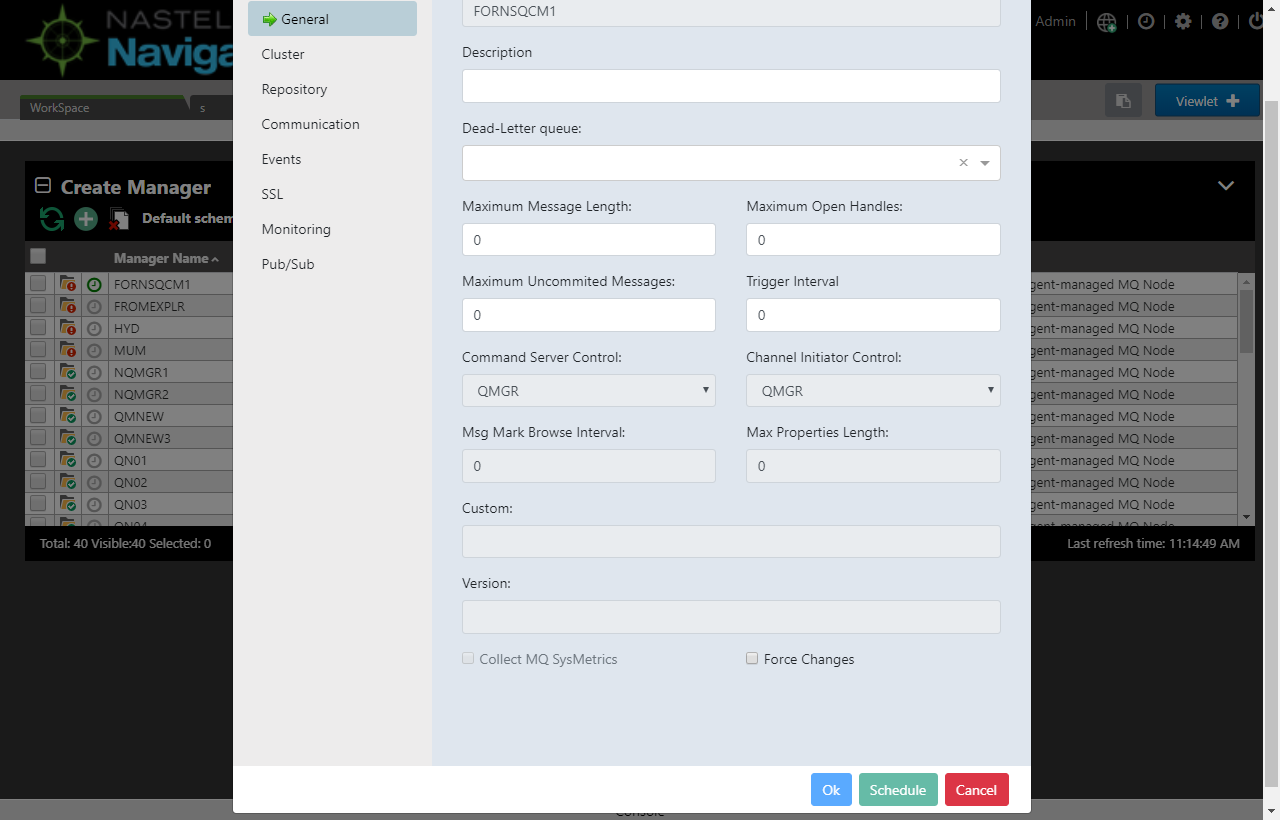 NASTEL
Naviga
Admin
WorkSpace
s
Viewlet
Create Manager
Default schem
Manager Name
FORNSQCM1
FROMEXPLR
HYD
MUM
NQMGR1
NQMGR2
QMNEW
QMNEW3
QN01
QN02
QN03
QN04
Total: 40 Visible:40 Selected: 0
General
Cluster
Repository
Communication
Events
SSL
Monitoring
Pub/Sub
FORNSQCM1
Description
Dead-Letter queue:
Maximum Message Length:
Maximum Open Handles:
0
0
Maximum Uncommited Messages:
Trigger Interval
0
0
Command Server Control:
Channel Initiator Control:
QMGR
QMGR
Msg Mark Browse Interval:
Max Properties Length:
0
0
Custom:
Version:
Collect MQ SysMetrics
Force Changes
Ok
Schedule
Cancel
gent-managed MQ Node
gent-managed MQ Node
gent-managed MQ Node
gent-managed MQ Node
gent-managed MQ Node
gent-managed MQ Node
gent-managed MQ Node
gent-managed MQ Node
gent-managed MQ Node
gent-managed MQ Node
gent-managed MQ Node
gent-managed MQ Node
Last refresh time: 11:14:49 AM
Console